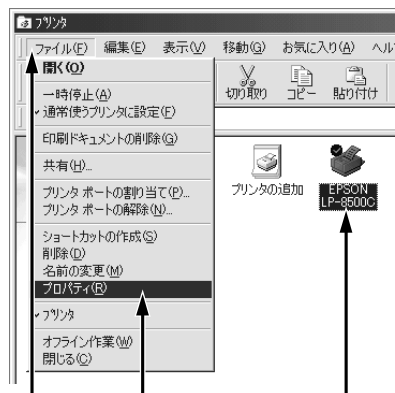 プリンタ
ファイル(F) 編集(E) 表示(V) 移動(G) お気に入り(A)
開く(O)
一時停止(A)
通常使うプリンタに設定(F)
印刷ドキュメントの削除(G)
共有(H)...
プリンタ ポートの割り当て(P)...
プリンタ ポートの解除(N)...
ショートカットの作成(S)
削除(D)
名前の変更(M)
プロパティ(R)
プリンタ
オフライン作業(W)
閉じる(C)
切り取り コピー 貼り付け
プリンタの追加
EPSON
LP-8500C